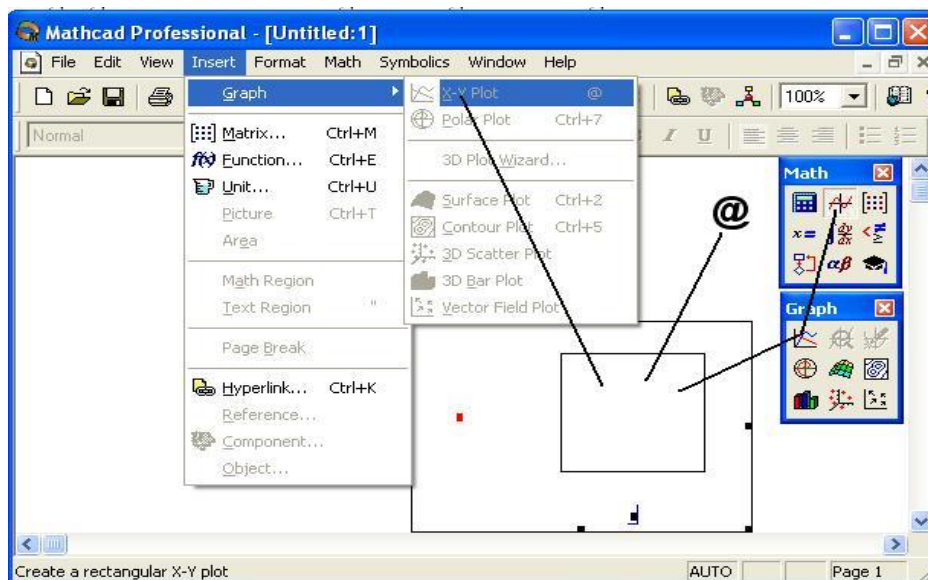 Mathcad Professional - [Untitled:1]
File Edit View Insert Format Math Symbolics Window Help
Normal
100%
U
Graph
Matrix... Ctrl+M
Function... Ctrl+E
Unit... Ctrl+U
Picture Ctrl+T
Area
Math Region
Text Region "
Page Break
Hyperlink... Ctrl+K
Reference...
Component...
Object...
X-Y Plot @
Polar Plot Ctrl+7
3D Plot Wizard...
Surface Plot Ctrl+2
Contour Plot Ctrl+5
3D Scatter Plot
3D Bar Plot
Vector Field Plot
@
Math
x=
αβ
Graph
Create a rectangular X-Y plot
AUTO
Page 1